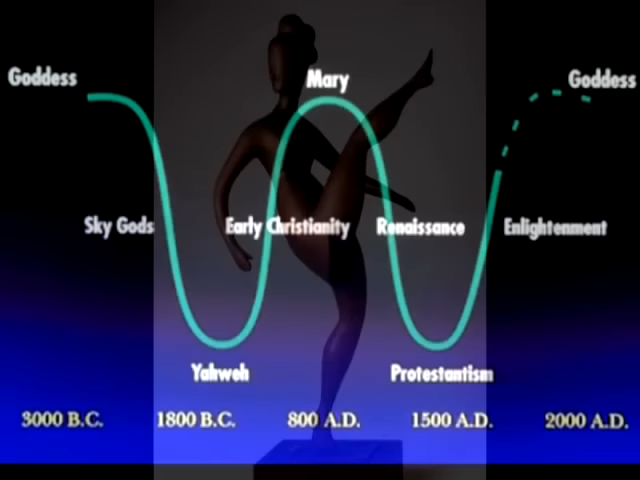 Goddess
Mary
Goddess
Sky Gods
Early Christianity
Renaissance
Enlightenment
Yahweh
Protestantism
3000 B.C.
1800 B.C.
800 A.D.
1500 A.D.
2000 A.D.